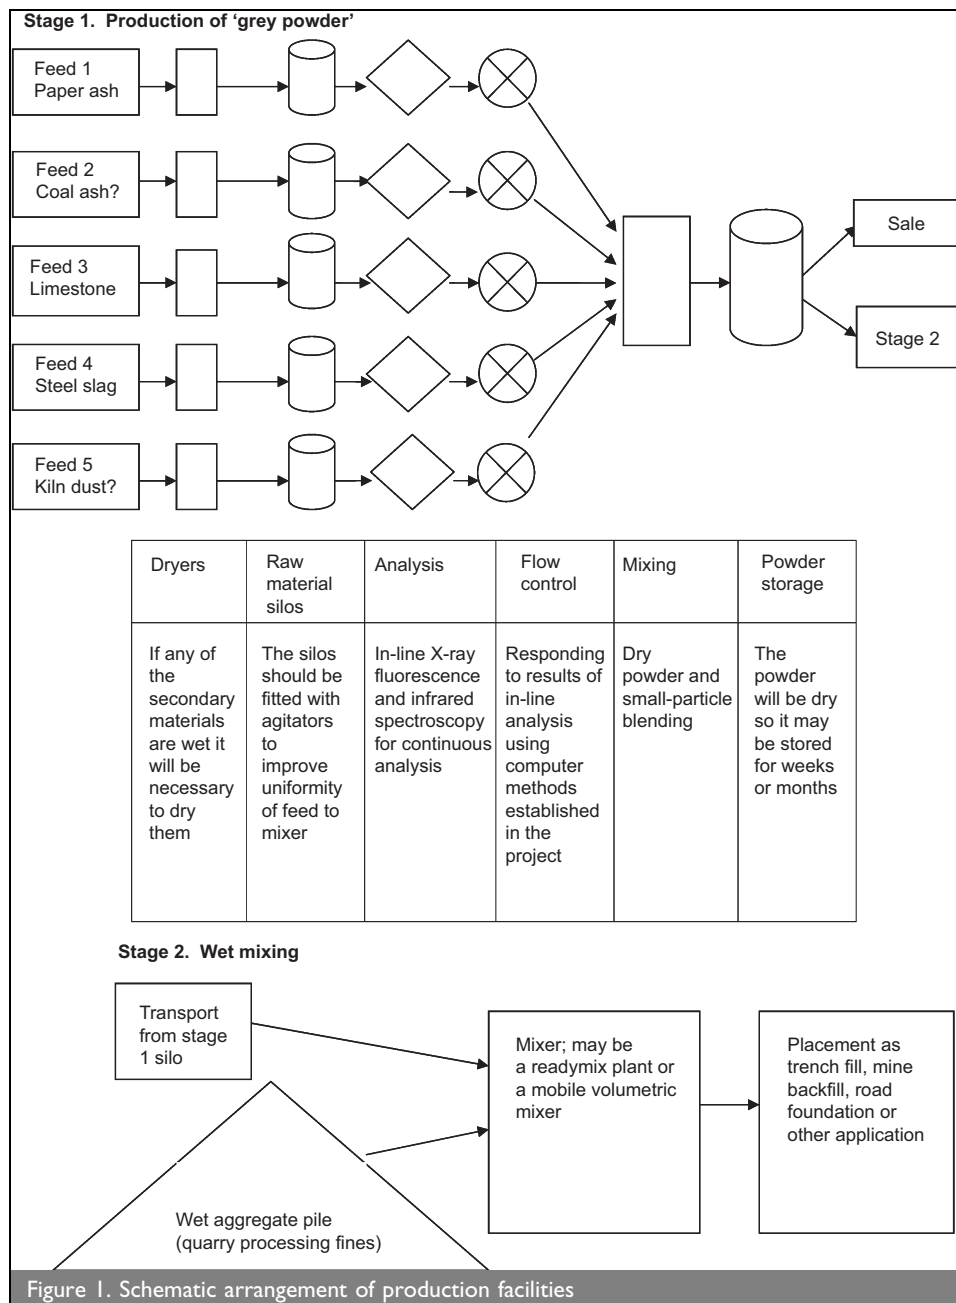 Stage 1. Production of ‘grey powder’
Feed 1
Paper ash
Feed 2
Coal ash?
Feed 3
Limestone
Feed 4
Steel slag
Feed 5
Kiln dust?
Sale
Stage 2
Dryers
Raw
material
silos
Analysis
Flow
control
Mixing
Powder
storage
If any of
the
secondary
materials
are wet it
will be
necessary
to dry
them
The silos
should be
fitted with
agitators
to
improve
uniformity
of feed to
mixer
In-line X-ray
fluorescence
and infrared
spectroscopy
for continuous
analysis
Responding
to results of
in-line
analysis
using
computer
methods
established
in the
project
Dry
powder and
small-particle
blending
The
powder
will be dry
so it may
be stored
for weeks
or months
Stage 2. Wet mixing
Transport
from stage
1 silo
Wet aggregate pile
(quarry processing fines)
Mixer; may be
a readymix plant or
a mobile volumetric
mixer
Placement as
trench fill, mine
backfill, road
foundation or
other application
Figure 1. Schematic arrangement of production facilities